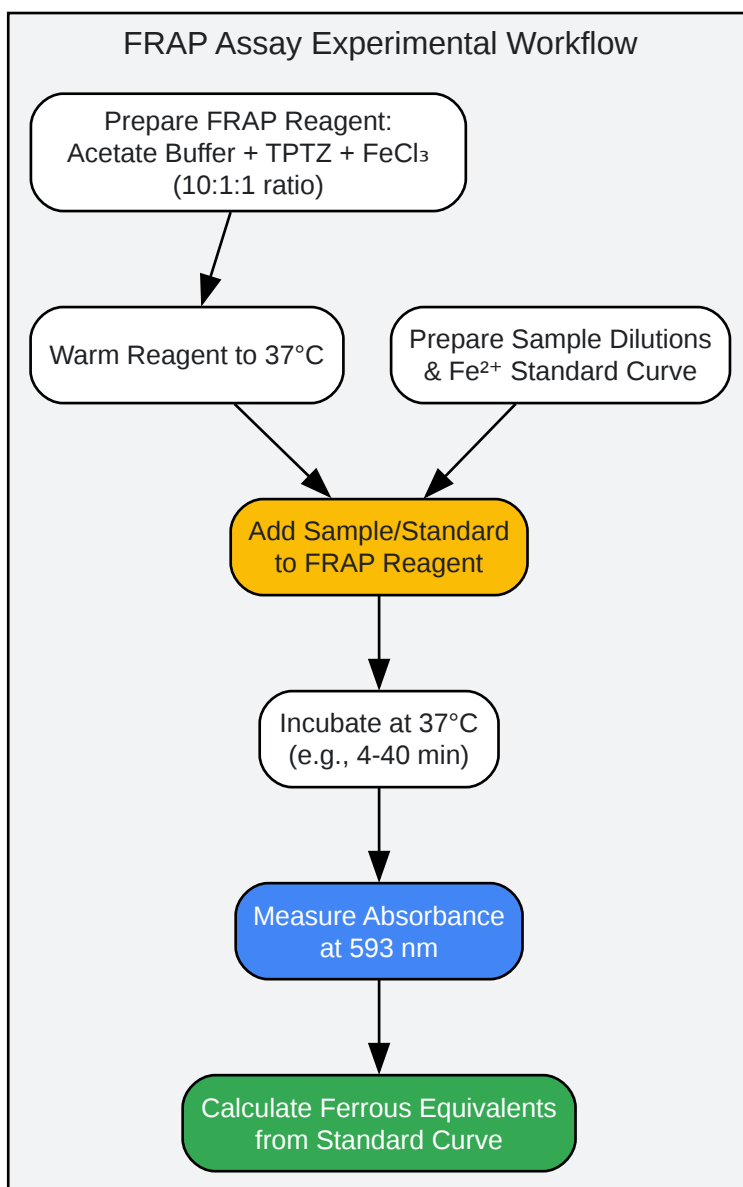 FRAP Assay Experimental Workflow
Prepare FRAP Reagent:
Acetate Buffer + TPTZ + FeCl₃
(10:1:1 ratio)
Warm Reagent to 37°C
Prepare Sample Dilutions
& Fe²⁺ Standard Curve
Add Sample/Standard
to FRAP Reagent
Incubate at 37°C
(e.g., 4-40 min)
Measure Absorbance
at 593 nm
Calculate Ferrous Equivalents
from Standard Curve